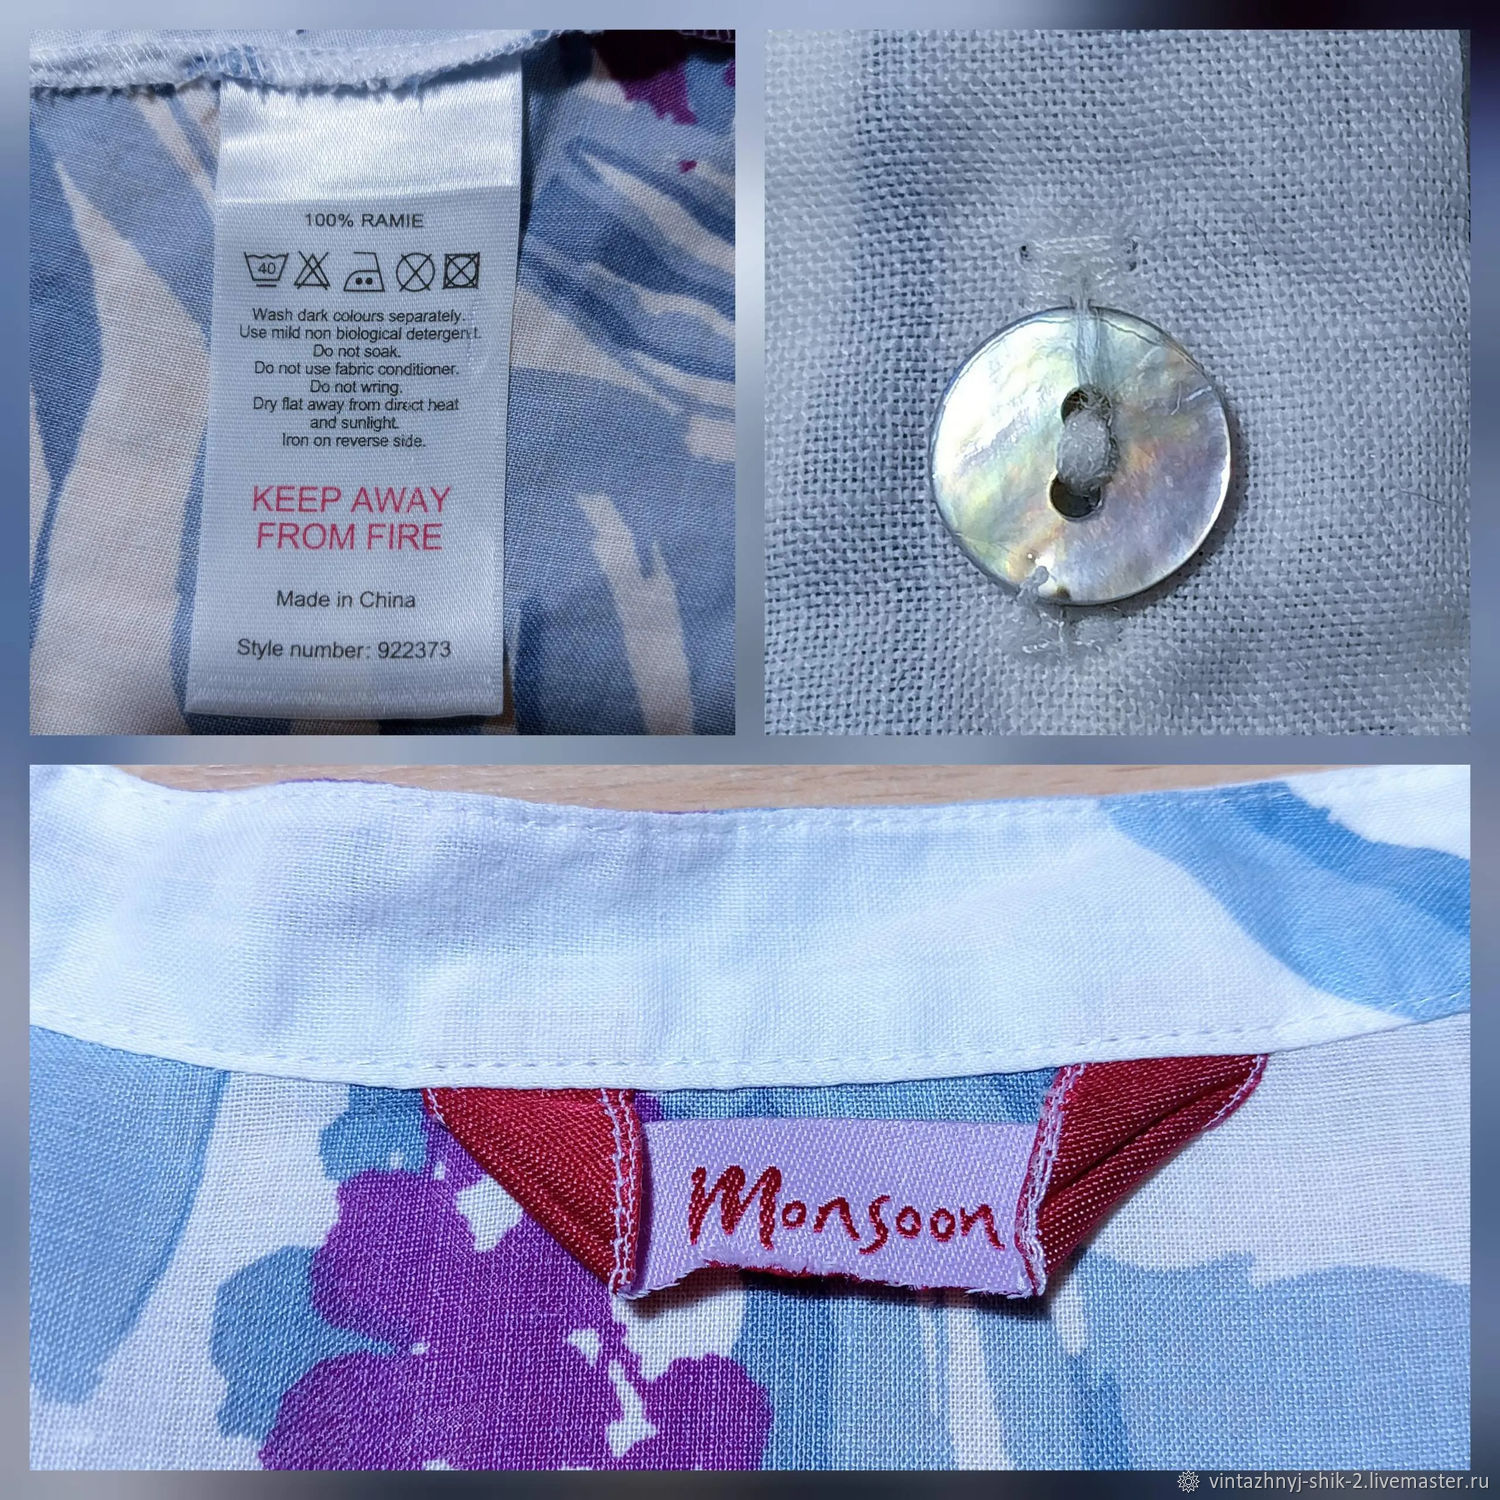 100% RAMIE
40
Wash dark colours separately.
Use mild non biological detergent.
Do not soak.
Do not use fabric conditioner.
Do not wring.
Dry flat away from direct heat
and sunlight.
Iron on reverse side.
KEEP AWAY
FROM FIRE
Made in China
Style number: 922373
Monsoon
vintazhnyj-shik-2.livemaster.ru